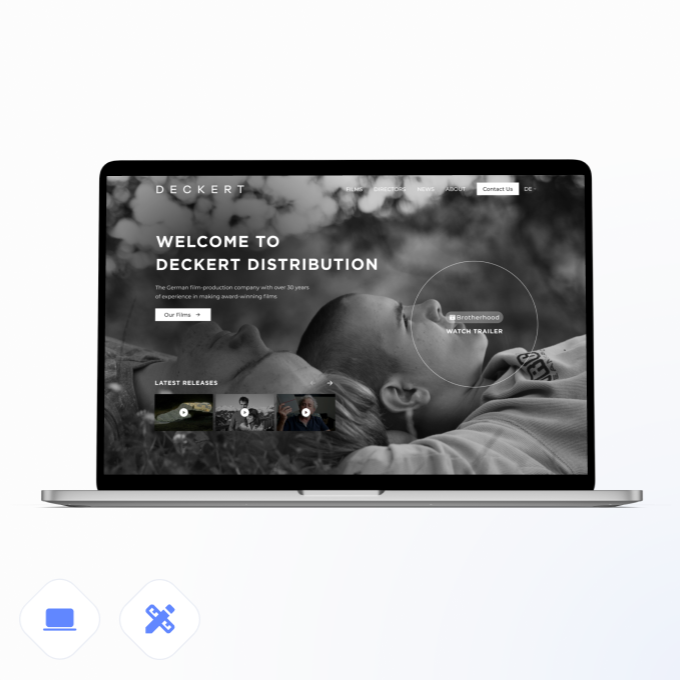 DECKERT
FILMS DIRECTORS NEWS ABOUT Contact Us DE
WELCOME TO
DECKERT DISTRIBUTION
The German film-production company with over 30 years
of experience in making award-winning films
Our Films
Brotherhood
WATCH TRAILER
LATEST RELEASES